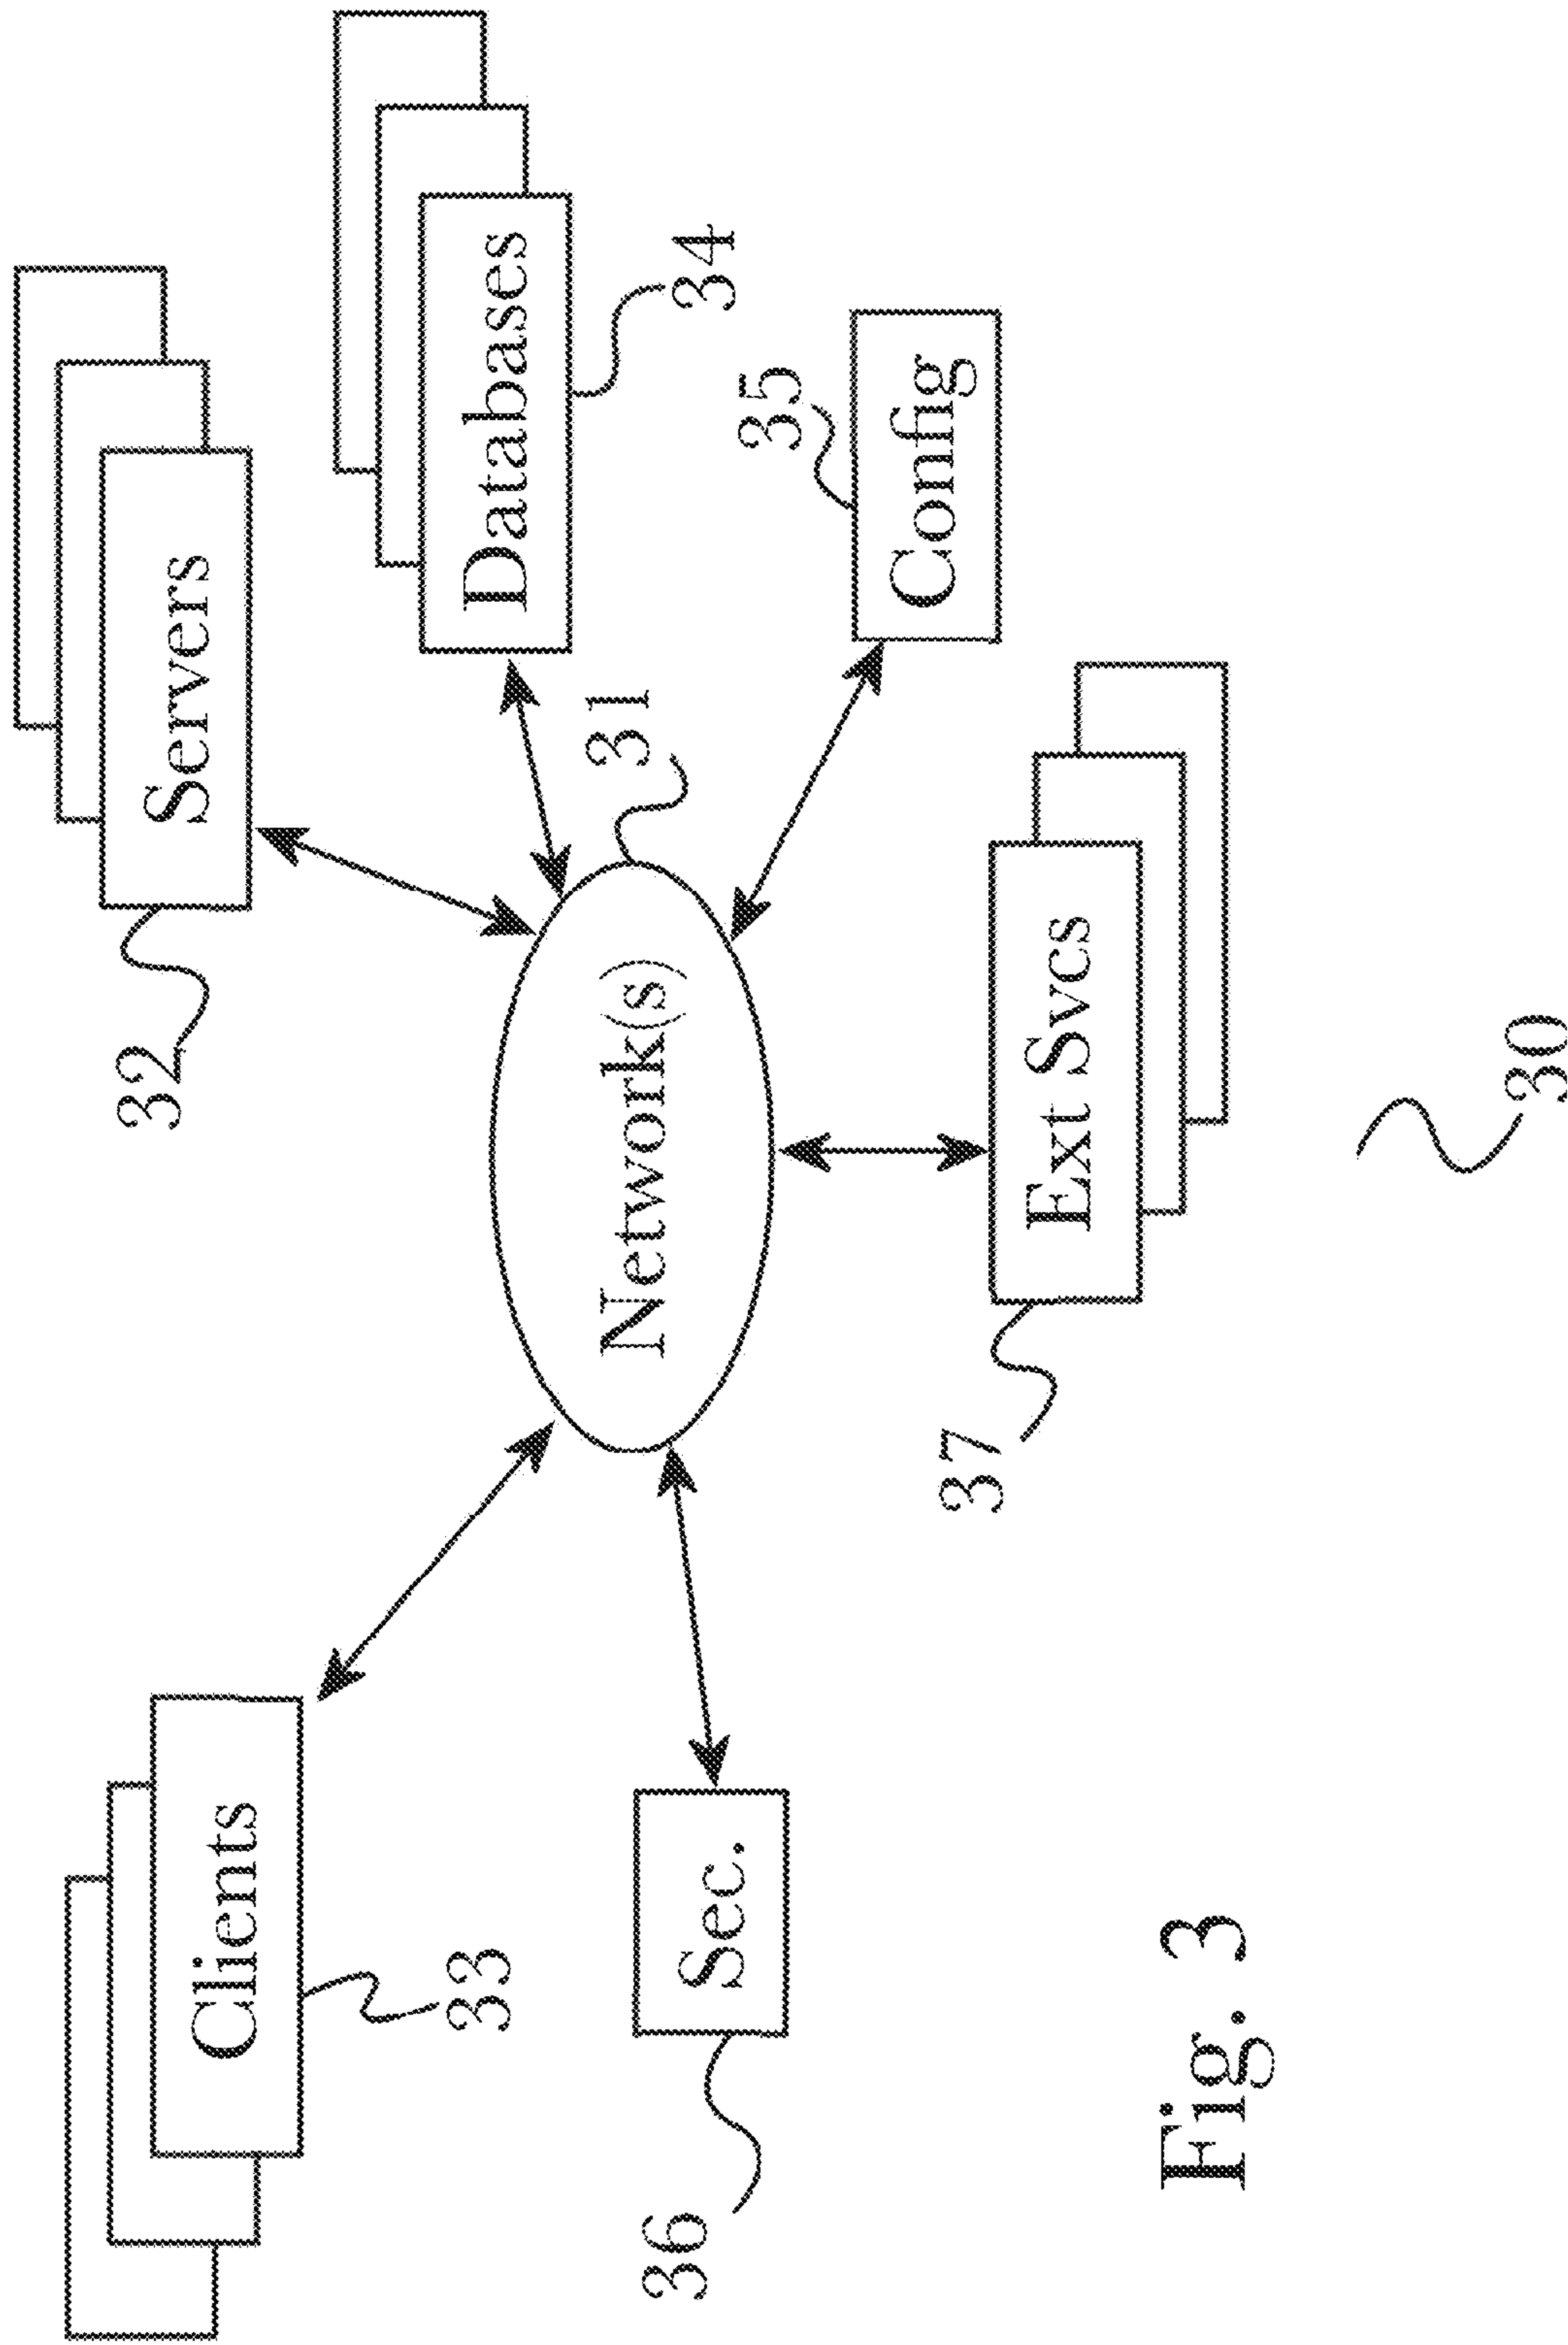 Clients
33
Servers
32
Databases
34
Network(s)
31
Sec.
36
Config
35
Ext Svcs
37
30
Fig. 3